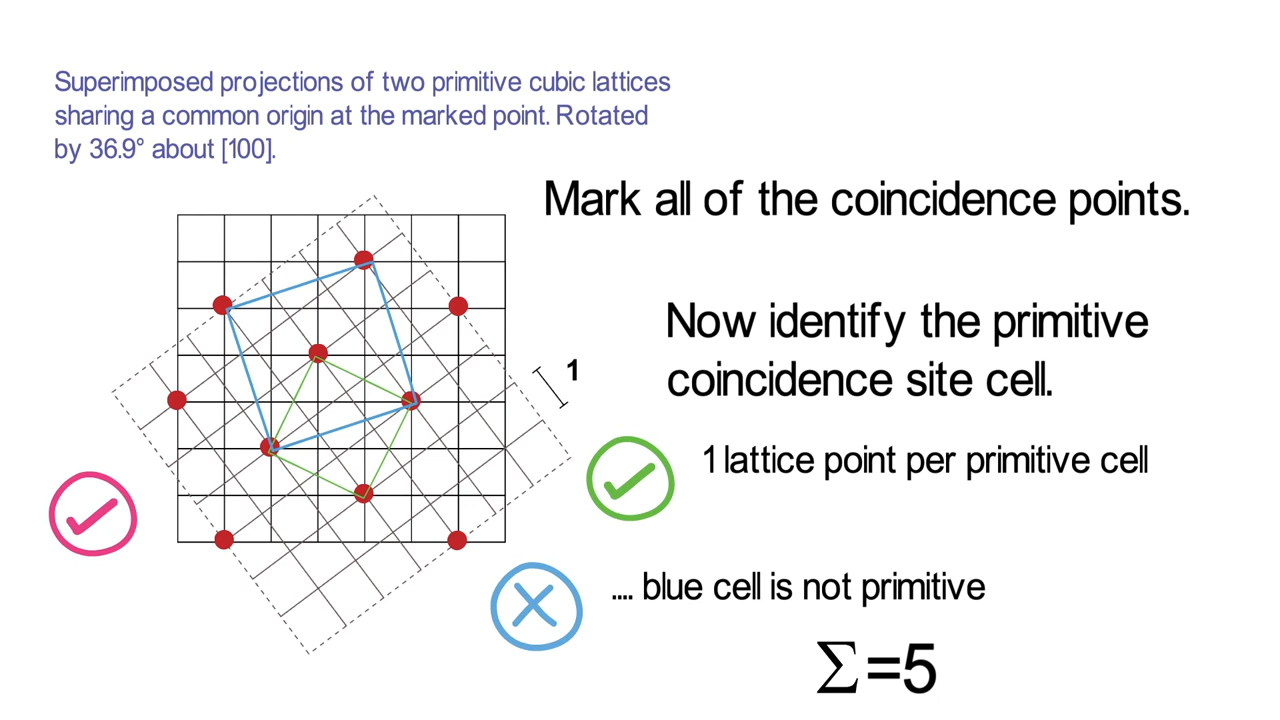 Superimposed projections of two primitive cubic lattices
sharing a common origin at the marked point. Rotated
by 36.9° about [100].
Mark all of the coincidence points.
Now identify the primitive
coincidence site cell.
1
1 lattice point per primitive cell
.... blue cell is not primitive
Σ=5